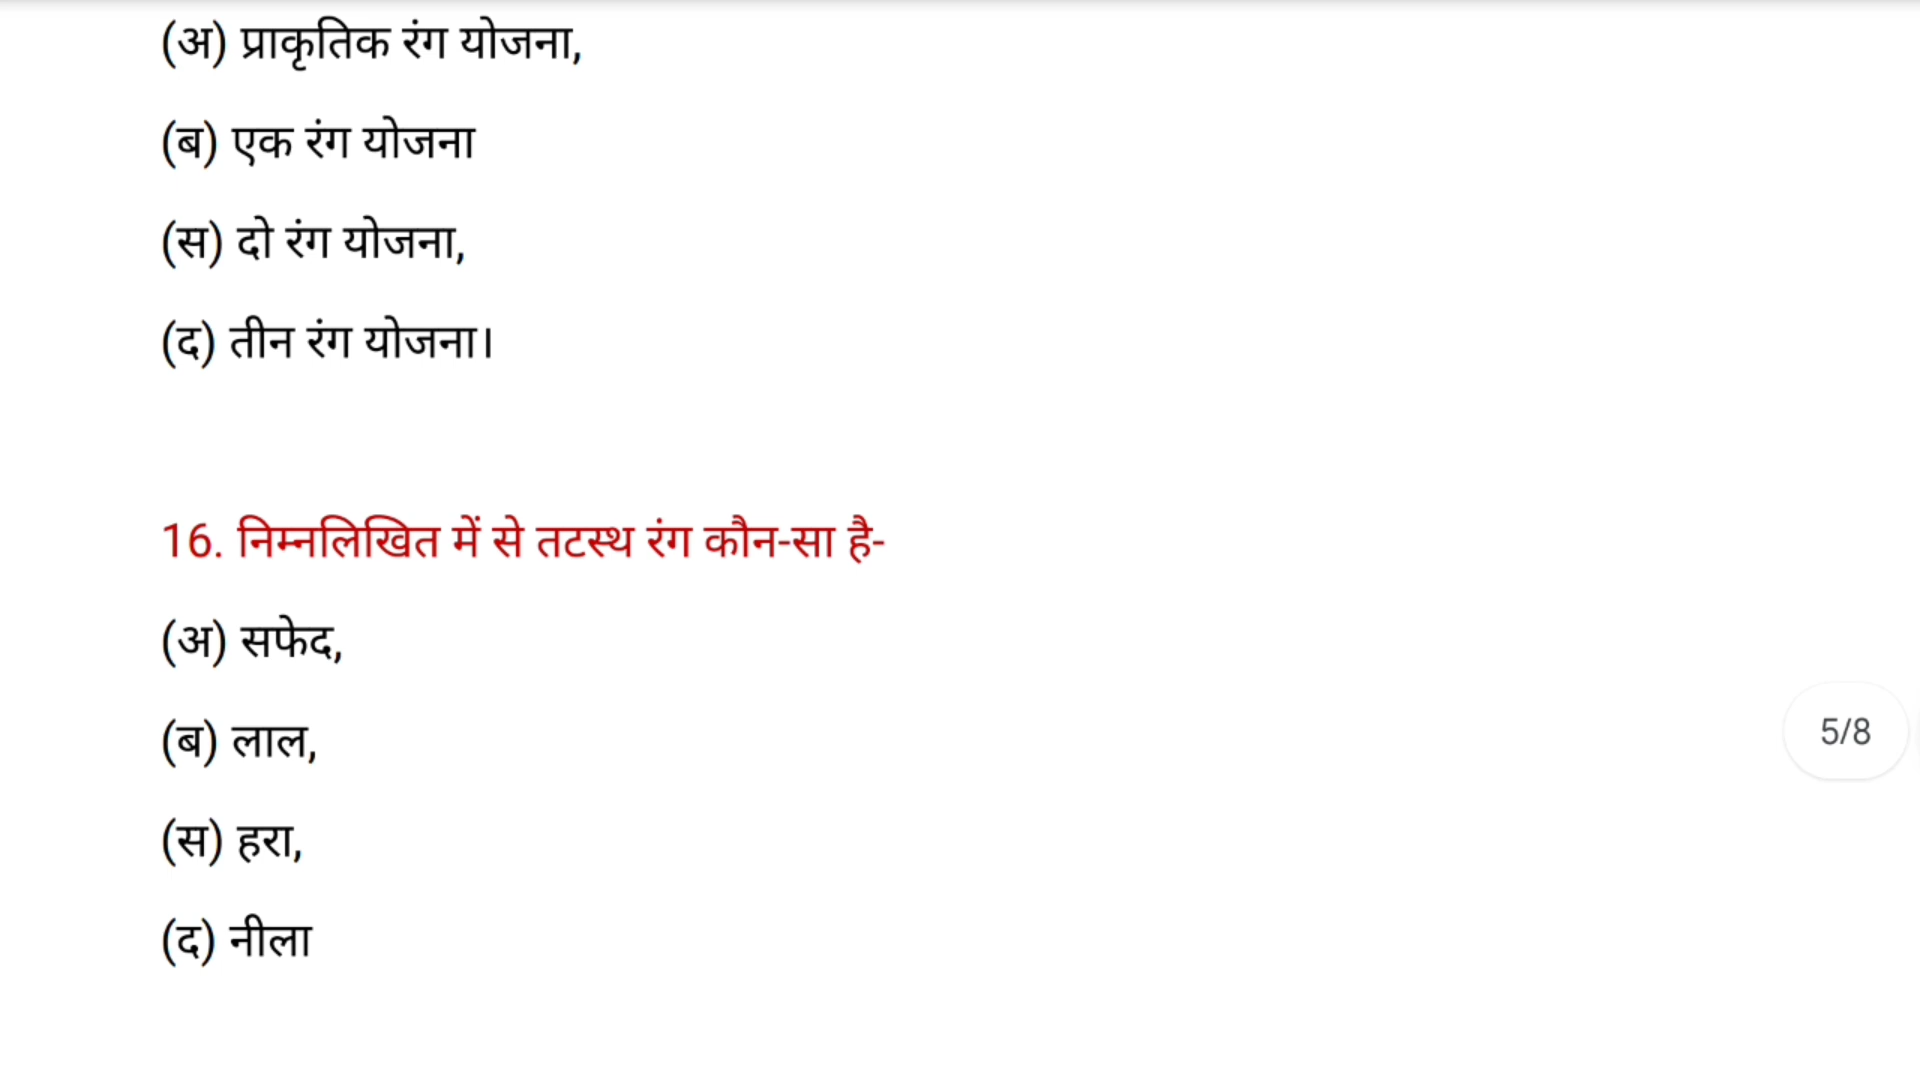 (अ) प्राकृतिक रंग योजना,
(ब) एक रंग योजना
(स) दो रंग योजना,
(द) तीन रंग योजना।
16. निम्नलिखित में से तटस्थ रंग कौन-सा है-
(अ) सफेद,
(ब) लाल,
5/8
(स) हरा,
(द) नीला